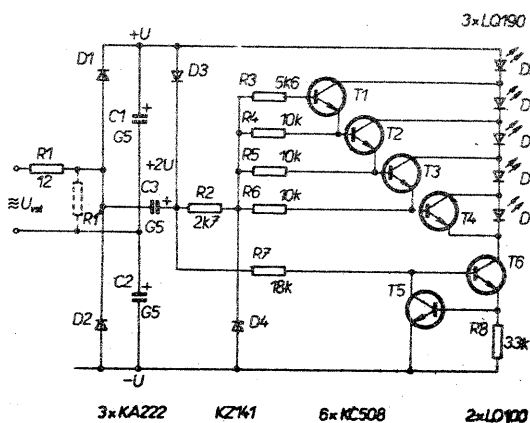 3×LQ190
+U
D1
D3
D
R3
5k6
T1
D
C1
+
G5
R4
10k
T2
D
R5
10k
T3
D
R1
12
+2U
C3
+
R2
R6
10k
T4
D
G5
2k7
R1
R7
18k
T6
C2
+
G5
T5
R8
33k
D2
D4
-U
3×KA222
KZ141
6×KC508
2×LQ100